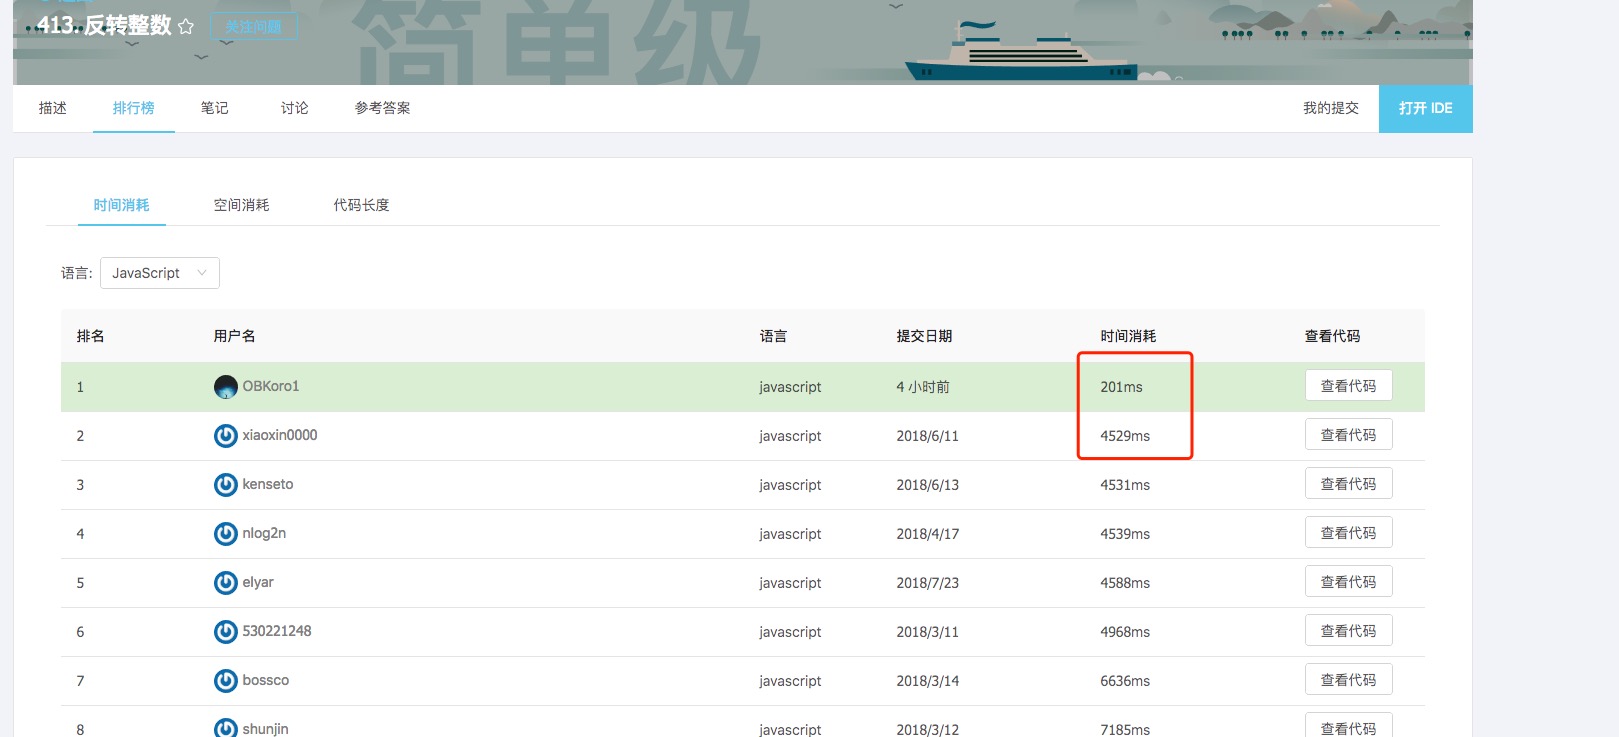 413. 反转整数 关注问题
简单级
描述 排行榜 笔记 讨论 参考答案 我的提交 打开 IDE
时间消耗 空间消耗 代码长度
语言: JavaScript
排名 用户名 语言 提交日期 时间消耗 查看代码
1 OBKoro1 javascript 4 小时前 201ms 查看代码
2 xiaoxin0000 javascript 2018/6/11 4529ms 查看代码
3 kenseto javascript 2018/6/13 4531ms 查看代码
4 nlog2n javascript 2018/4/17 4539ms 查看代码
5 elyar javascript 2018/7/23 4588ms 查看代码
6 530221248 javascript 2018/3/11 4968ms 查看代码
7 bossco javascript 2018/3/14 6636ms 查看代码
8 shunjin javascript 2018/3/12 7185ms 查看代码